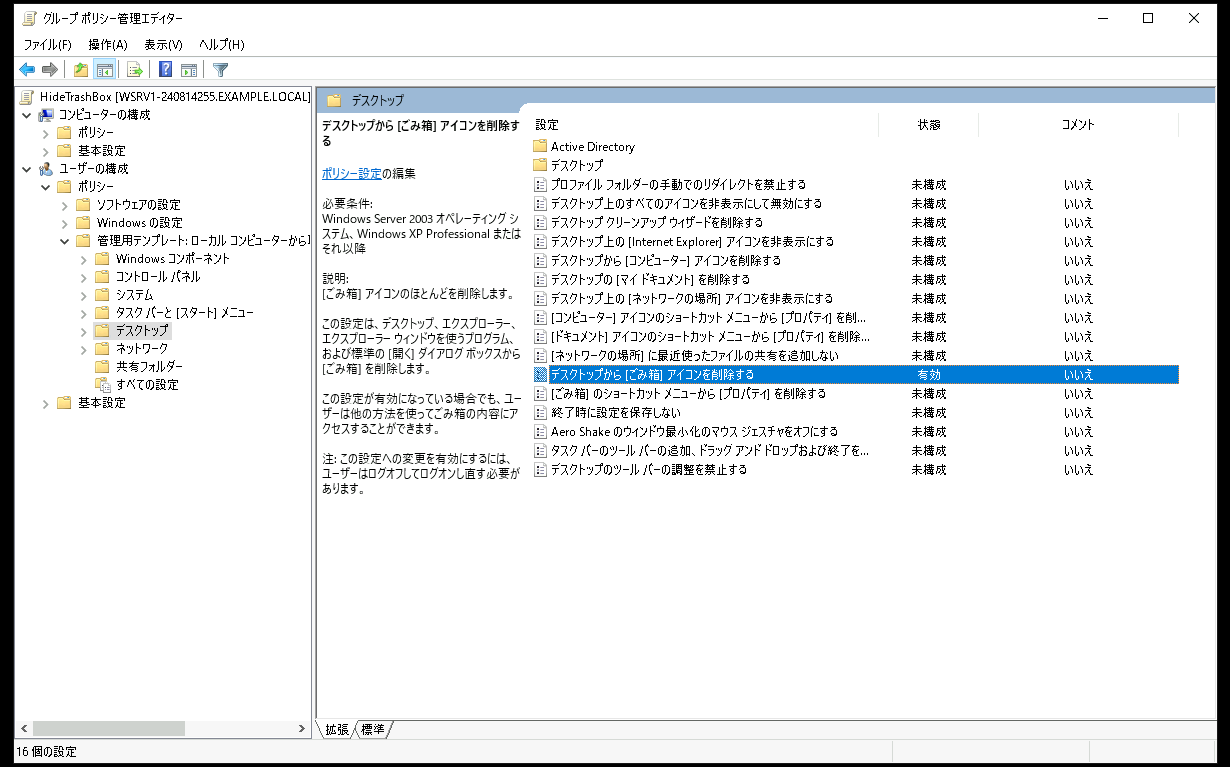 グループ ポリシー管理エディター
ファイル(F) 操作(A) 表示(V) ヘルプ(H)
HideTrashBox [WSRV1-240814255.EXAMPLE.LOCAL]
コンピューターの構成
ポリシー
基本設定
ユーザーの構成
ポリシー
ソフトウェアの設定
Windows の設定
管理用テンプレート: ローカル コンピューターから
Windows コンポーネント
コントロール パネル
システム
タスク バーと [スタート] メニュー
デスクトップ
ネットワーク
共有フォルダー
すべての設定
基本設定
デスクトップ
デスクトップから [ごみ箱] アイコンを削除す
る
ポリシー設定の編集
必要条件:
Windows Server 2003 オペレーティング シ
ステム、Windows XP Professional または
それ以降
説明:
[ごみ箱] アイコンのほとんどを削除します。
この設定は、デスクトップ、エクスプローラー、
エクスプローラー ウィンドウを使うプログラム、
および標準の [開く] ダイアログ ボックスから
[ごみ箱] を削除します。
この設定が有効になっている場合でも、ユー
ザーは他の方法を使ってごみ箱の内容にア
クセスすることができます。
注: この設定への変更を有効にするには、
ユーザーはログオフしてログオンし直す必要が
あります。
設定 状態 コメント
Active Directory
デスクトップ
プロファイル フォルダーの手動でのリダイレクトを禁止する 未構成 いいえ
デスクトップ上のすべてのアイコンを非表示にして無効にする 未構成 いいえ
デスクトップ クリーンアップ ウィザードを削除する 未構成 いいえ
デスクトップ上の [Internet Explorer] アイコンを非表示にする 未構成 いいえ
デスクトップから [コンピューター] アイコンを削除する 未構成 いいえ
デスクトップの [マイ ドキュメント] を削除する 未構成 いいえ
デスクトップ上の [ネットワークの場所] アイコンを非表示にする 未構成 いいえ
[コンピューター] アイコンのショートカット メニューから [プロパティ] を削... 未構成 いいえ
[ドキュメント] アイコンのショートカット メニューから [プロパティ] を削除... 未構成 いいえ
[ネットワークの場所] に最近使ったファイルの共有を追加しない 未構成 いいえ
デスクトップから [ごみ箱] アイコンを削除する 有効 いいえ
[ごみ箱] のショートカット メニューから [プロパティ] を削除する 未構成 いいえ
終了時に設定を保存しない 未構成 いいえ
Aero Shake のウィンドウ最小化のマウス ジェスチャをオフにする 未構成 いいえ
タスク バーのツール バーの追加、ドラッグ アンド ドロップおよび終了を... 未構成 いいえ
デスクトップのツール バーの調整を禁止する 未構成 いいえ
拡張 標準
16 個の設定